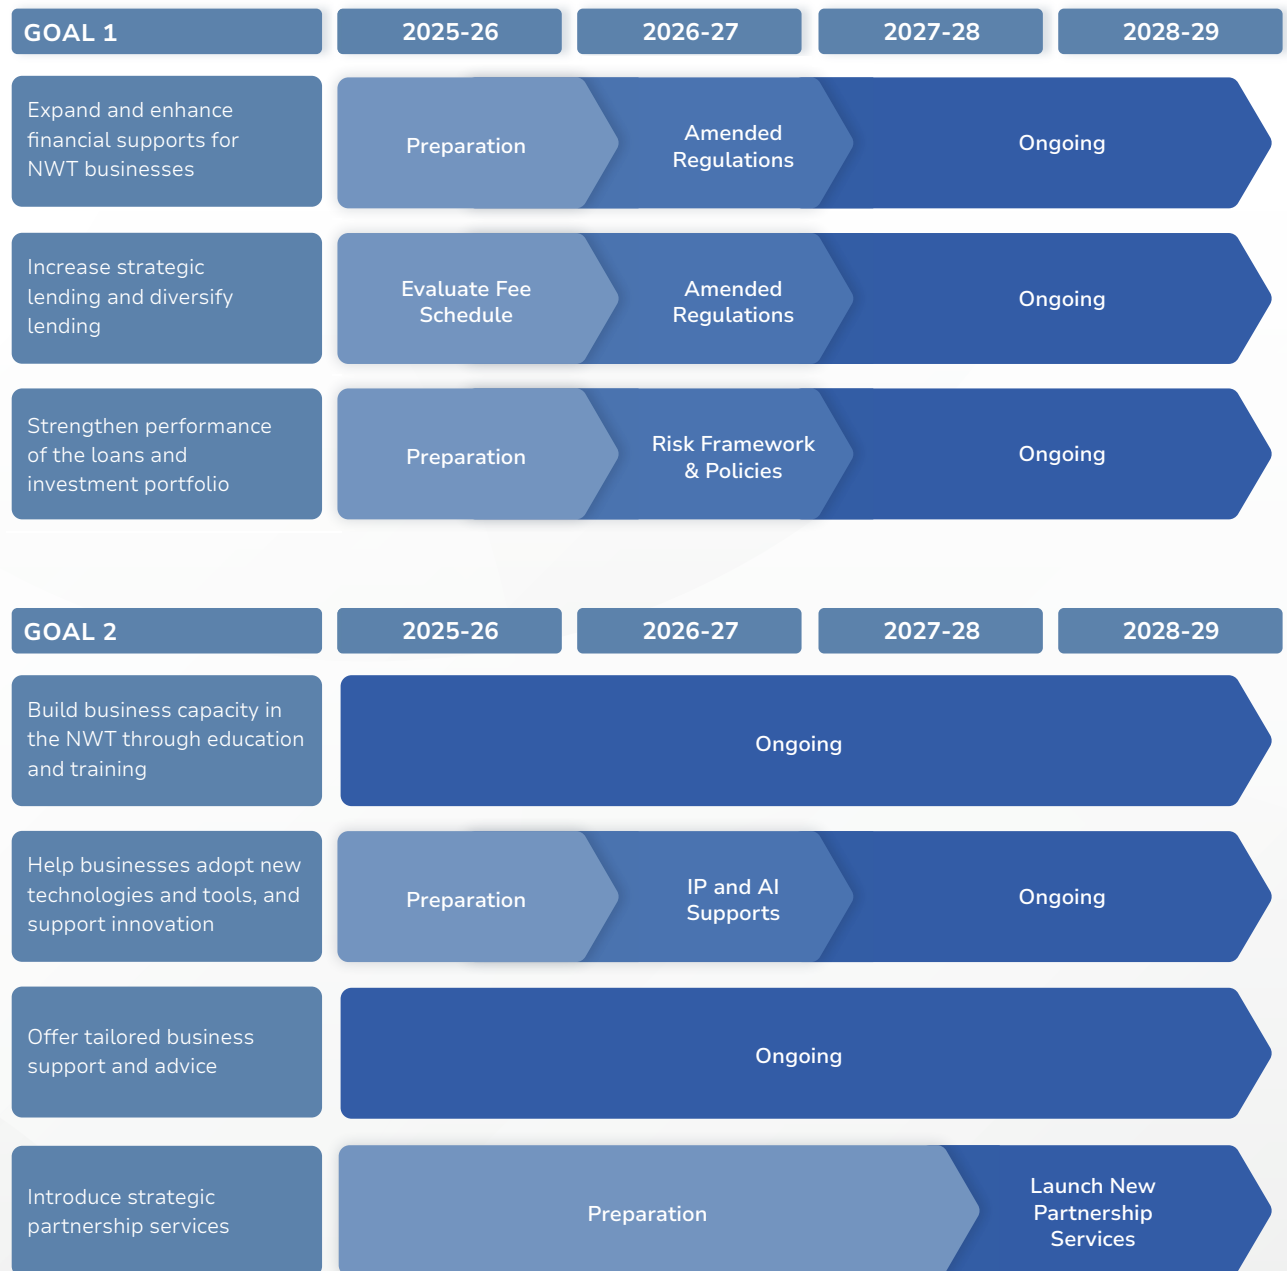 GOAL 1
2025-26
2026-27
2027-28
2028-29
Expand and enhance
financial supports for
NWT businesses
Preparation
Amended
Regulations
Ongoing
Increase strategic
lending and diversify
lending
Evaluate Fee
Schedule
Amended
Regulations
Ongoing
Strengthen performance
of the loans and
investment portfolio
Preparation
Risk Framework
& Policies
Ongoing
GOAL 2
2025-26
2026-27
2027-28
2028-29
Build business capacity in
the NWT through education
and training
Ongoing
Help businesses adopt new
technologies and tools, and
support innovation
Preparation
IP and AI
Supports
Ongoing
Offer tailored business
support and advice
Ongoing
Introduce strategic
partnership services
Preparation
Launch New
Partnership
Services